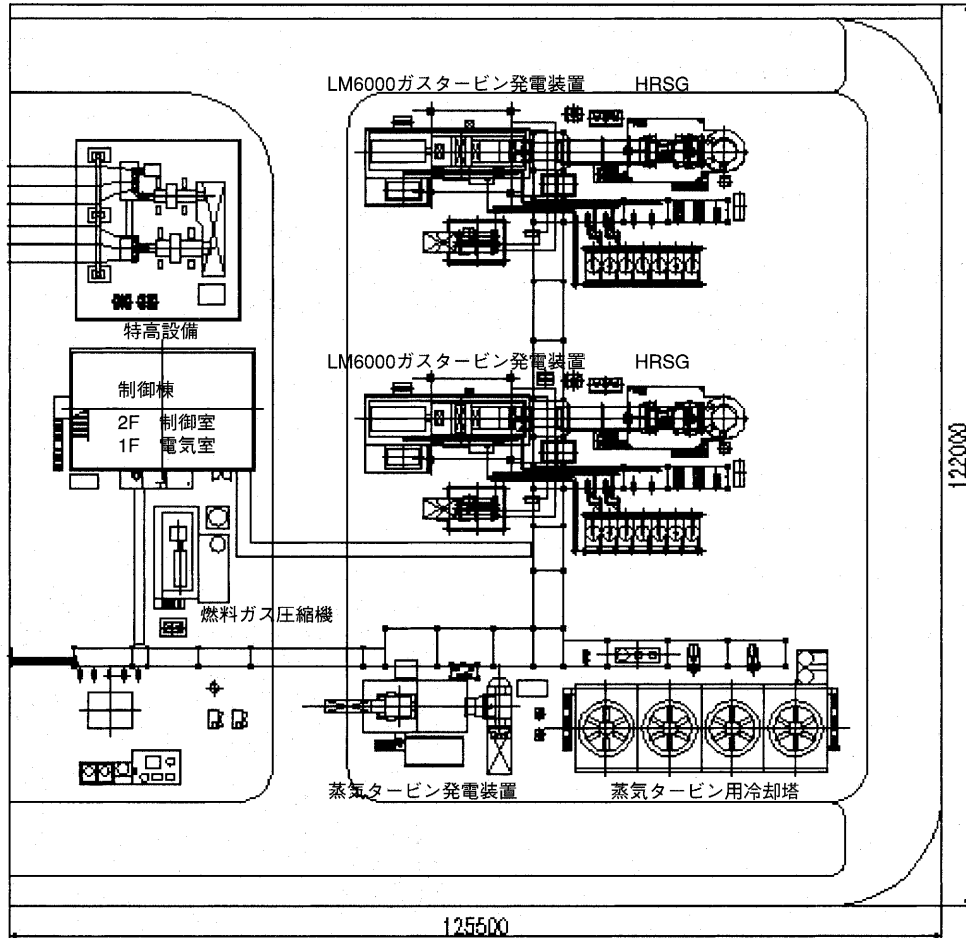 LM6000ガスタービン発電装置
HRSG
特高設備
制御棟
2F 制御室
1F 電気室
LM6000ガスタービン発電装置
HRSG
122000
燃料ガス圧縮機
蒸気タービン発電装置
蒸気タービン用冷却塔
125500